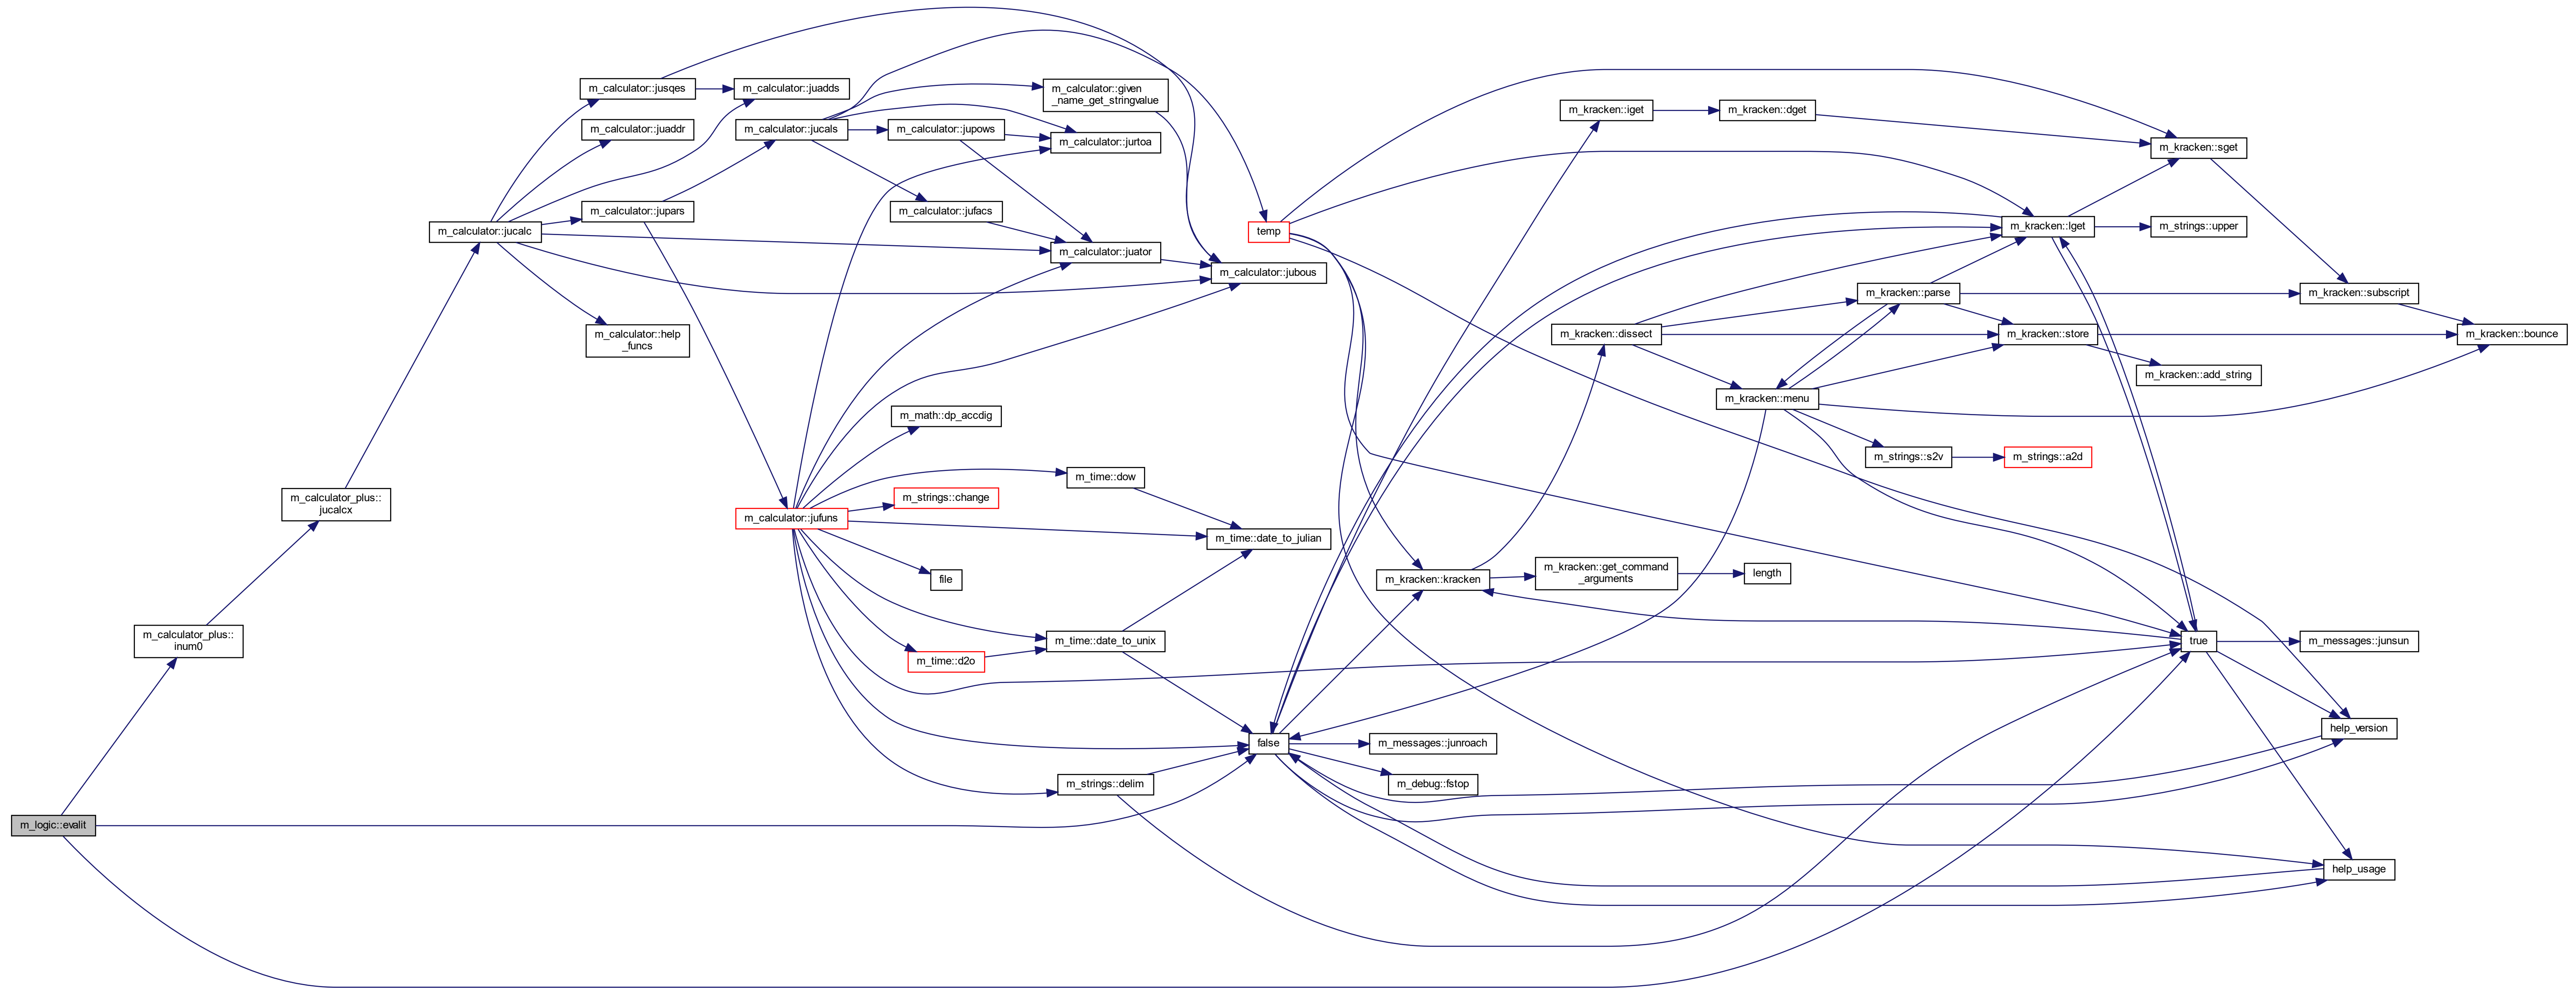 m_logic::evalit
m_calculator_plus::
inum0
m_calculator_plus::
jucalcx
m_calculator::jucalc
m_calculator::jusqes
m_calculator::juaddr
m_calculator::jupars
m_calculator::help
_funcs
m_calculator::juadds
m_calculator::jucals
m_calculator::jufuns
m_calculator::jupows
m_calculator::jufacs
m_math::dp_accdig
m_strings::change
file
m_time::d2o
m_calculator::given
_name_get_stringvalue
m_calculator::jurtoa
m_calculator::juator
m_time::dow
m_time::date_to_unix
m_strings::delim
m_calculator::jubous
m_time::date_to_julian
temp
false
m_kracken::kracken
m_messages::junroach
m_debug::fstop
m_kracken::iget
m_kracken::dissect
m_kracken::get_command
_arguments
m_kracken::dget
m_kracken::menu
length
m_kracken::parse
m_strings::s2v
m_kracken::lget
m_kracken::store
m_strings::a2d
m_kracken::sget
m_strings::upper
m_kracken::add_string
true
m_kracken::subscript
m_messages::junsun
help_version
help_usage
m_kracken::bounce